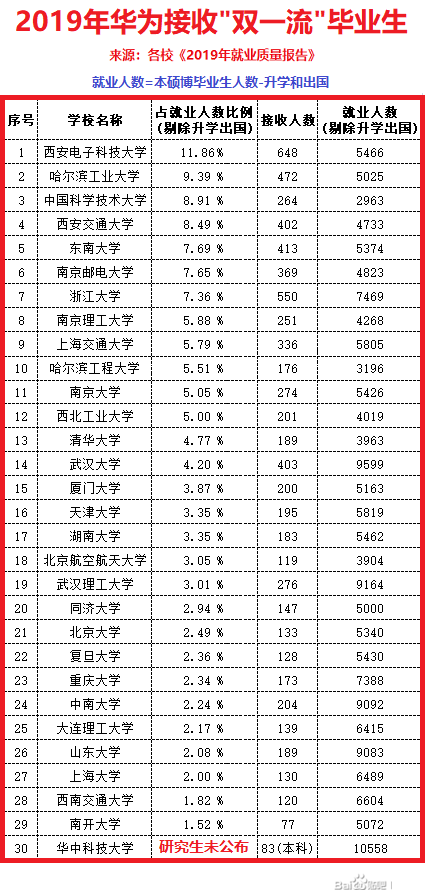 2019年华为接收"双一流"毕业生
来源：各校《2019年就业质量报告》
就业人数=本硕博毕业生人数-升学和出国
序号 学校名称 占就业人数比例(剔除升学出国) 接收人数 就业人数(剔除升学出国)
1 西安电子科技大学 11.86% 648 5466
2 哈尔滨工业大学 9.39 % 472 5025
3 中国科学技术大学 8.91 % 264 2963
4 西安交通大学 8.49 % 402 4733
5 东南大学 7.69 % 413 5374
6 南京邮电大学 7.65 % 369 4823
7 浙江大学 7.36 % 550 7469
8 南京理工大学 5.88 % 251 4268
9 上海交通大学 5.79 % 336 5805
10 哈尔滨工程大学 5.51 % 176 3196
11 南京大学 5.05 % 274 5426
12 西北工业大学 5.00 % 201 4019
13 清华大学 4.77 % 189 3963
14 武汉大学 4.20 % 403 9599
15 厦门大学 3.87 % 200 5163
16 天津大学 3.35 % 195 5819
17 湖南大学 3.35 % 183 5462
18 北京航空航天大学 3.05 % 119 3904
19 武汉理工大学 3.01 % 276 9164
20 同济大学 2.94 % 147 5000
21 北京大学 2.49 % 133 5340
22 复旦大学 2.36 % 128 5430
23 重庆大学 2.34 % 173 7388
24 中南大学 2.24 % 204 9092
25 大连理工大学 2.17 % 139 6415
26 山东大学 2.08 % 189 9083
27 上海大学 2.00 % 130 6489
28 西南交通大学 1.82 % 120 6604
29 南开大学 1.52 % 77 5072
30 华中科技大学 研究生未公布 83(本科) 10558